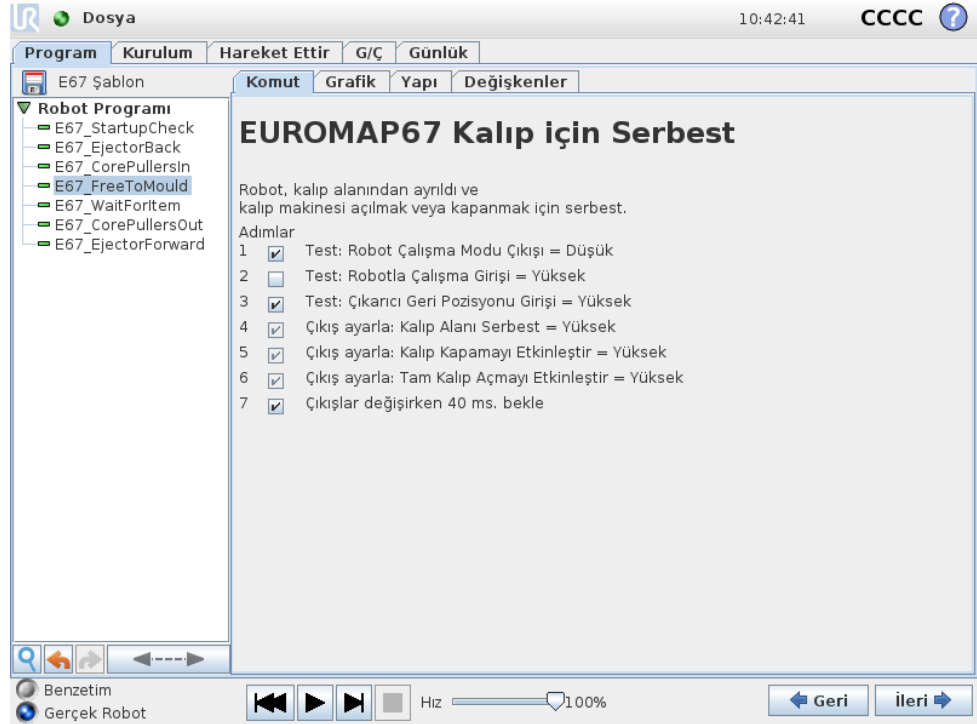 UR Dosya 10:42:41 CCCC ?
Program Kurulum Hareket Ettir G/Ç Günlük
E67 Şablon
Komut Grafik Yapı Değişkenler
Robot Programı
E67_StartupCheck
E67_EjectorBack
E67_CorePullersIn
E67_FreeToMould
E67_WaitForItem
E67_CorePullersOut
E67_EjectorForward
EUROMAP67 Kalıp için Serbest
Robot, kalıp alanından ayrıldı ve
kalıp makinesi açılmak veya kapanmak için serbest.
Adımlar
1 Test: Robot Çalışma Modu Çıkışı = Düşük
2 Test: Robotla Çalışma Girişi = Yüksek
3 Test: Çıkarıcı Geri Pozisyonu Girişi = Yüksek
4 Çıkış ayarla: Kalıp Alanı Serbest = Yüksek
5 Çıkış ayarla: Kalıp Kapamayı Etkinleştir = Yüksek
6 Çıkış ayarla: Tam Kalıp Açmayı Etkinleştir = Yüksek
7 Çıkışlar değişirken 40 ms. bekle
Benzetim
Gerçek Robot
Hız 100%
Geri İleri